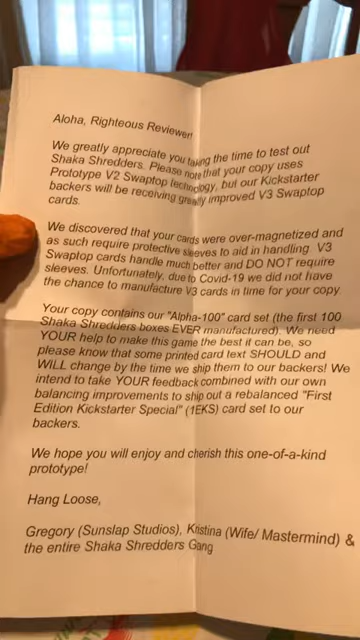 Aloha, Righteous Reviewer!
We greatly appreciate you taking the time to test out
Shaka Shredders. Please note that your copy uses
Prototype V2 Swaptop technology, but our Kickstarter
backers will be receiving greatly improved V3 Swaptop
cards.
We discovered that your cards were over-magnetized and
as such require protective sleeves to aid in handling. V3
Swaptop cards handle much better and DO NOT require
sleeves. Unfortunately, due to Covid-19 we did not have
the chance to manufacture V3 cards in time for your copy.
Your copy contains our "Alpha-100" card set (the first 100
Shaka Shredders boxes EVER manufactured). We need
YOUR help to make this game the best it can be, so
please know that some printed card text SHOULD and
WILL change by the time we ship them to our backers! We
intend to take YOUR feedback combined with our own
balancing improvements to ship out a rebalanced "First
Edition Kickstarter Special" (1EKS) card set to our
backers.
We hope you will enjoy and cherish this one-of-a-kind
prototype!
Hang Loose,
Gregory (Sunslap Studios), Kristina (Wife/ Mastermind) &
the entire Shaka Shredders Gang